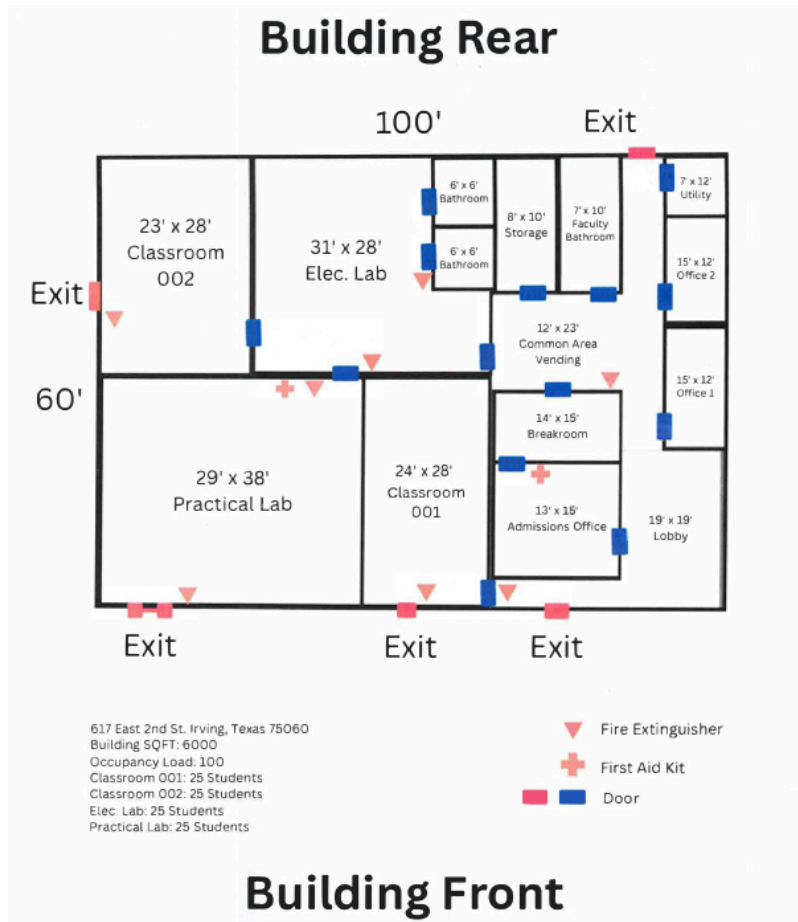 Building Rear
100'
Exit
23' x 28'
Classroom
002
31' x 28'
Elec. Lab
6' x 6'
Bathroom
6' x 6'
Bathroom
8' x 10'
Storage
7' x 10'
Faculty
Bathroom
7' x 12'
Utility
15' x 12'
Office 2
Exit
12' x 23'
Common Area
Vending
15' x 12'
Office 1
60'
14' x 15'
Breakroom
29' x 38'
Practical Lab
24' x 28'
Classroom
001
13' x 15'
Admissions Office
19' x 19'
Lobby
Exit
Exit
Exit
617 East 2nd St. Irving, Texas 75060
Building SQFT: 6000
Occupancy Load: 100
Classroom 001: 25 Students
Classroom 002: 25 Students
Elec. Lab: 25 Students
Practical Lab: 25 Students
Fire Extinguisher
First Aid Kit
Door
Building Front